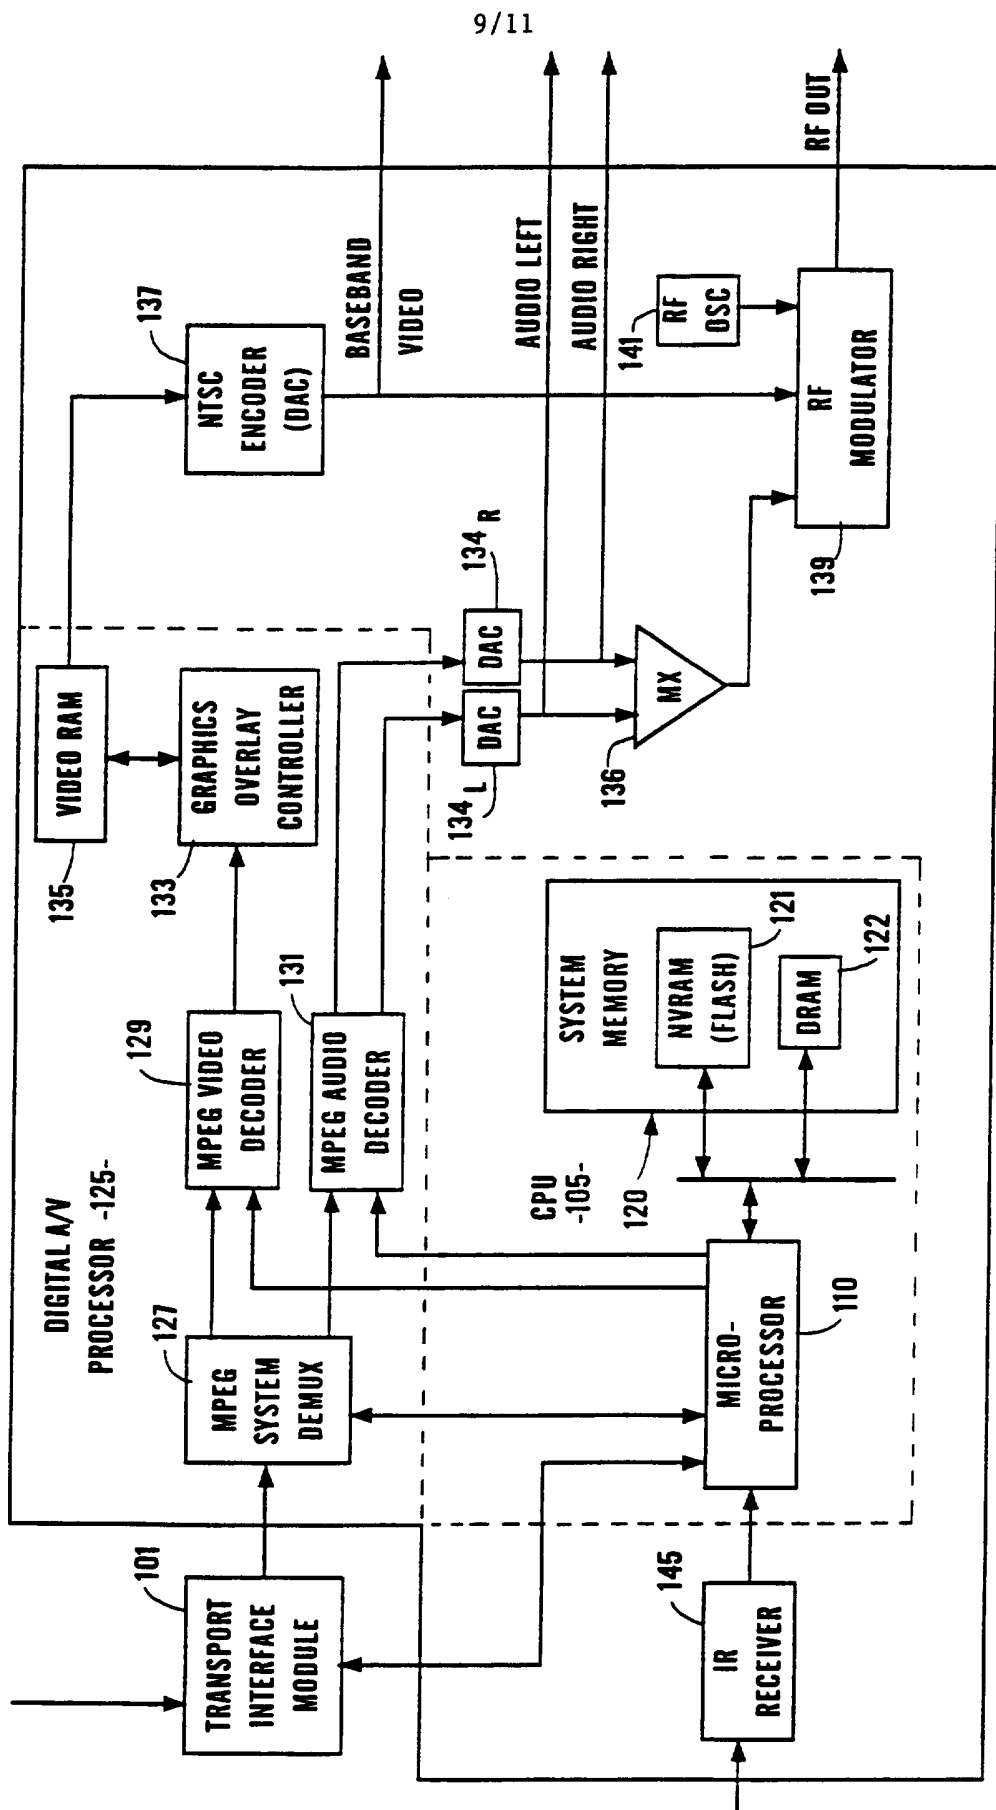 9/11
DIGITAL A/V
PROCESSOR -125-
101
TRANSPORT
INTERFACE
MODULE
127
MPEG
SYSTEM
DEMUX
129
MPEG VIDEO
DECODER
131
MPEG AUDIO
DECODER
133
GRAPHICS
OVERLAY
CONTROLLER
135
VIDEO RAM
137
NTSC
ENCODER
(DAC)
BASEBAND
VIDEO
AUDIO LEFT
AUDIO RIGHT
134L
DAC
134R
DAC
136
MX
141
RF
OSC
RF
MODULATOR
139
RF OUT
CPU
-105-
120
SYSTEM
MEMORY
NVRAM
(FLASH)
121
DRAM
122
MICRO-
PROCESSOR
110
145
IR
RECEIVER